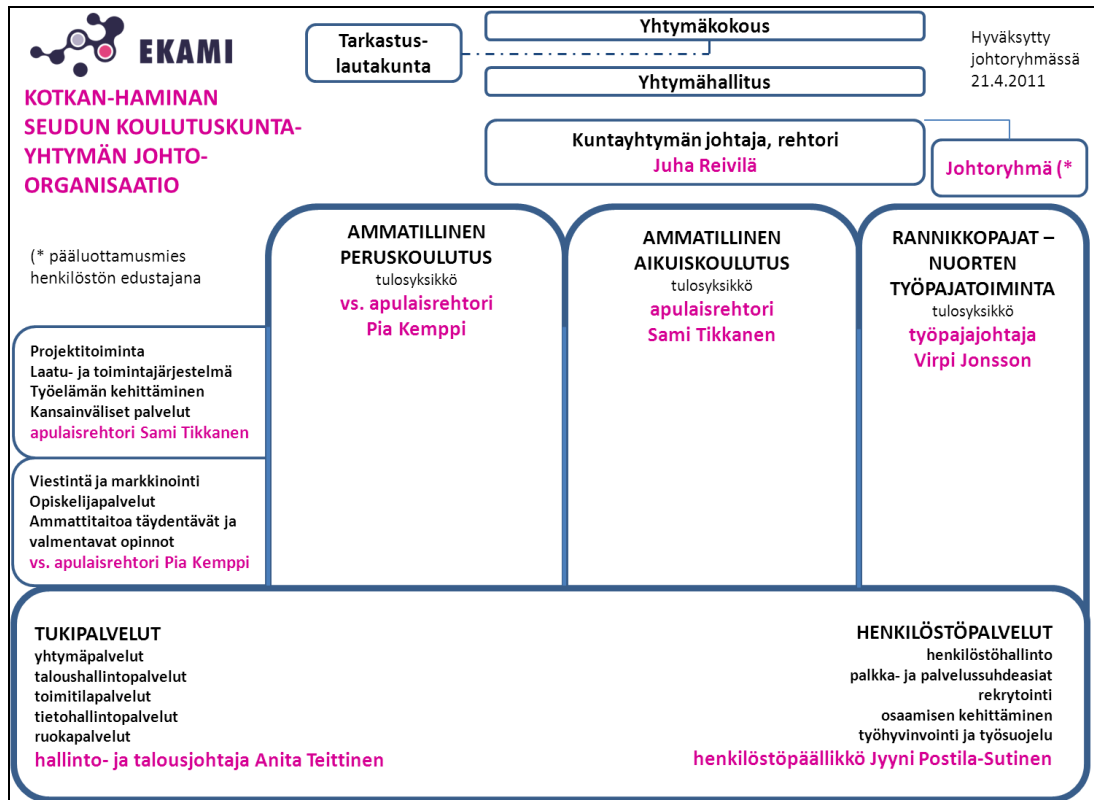 EKAMI
KOTKAN-HAMINAN
SEUDUN KOULUTUSKUNTA-
YHTYMÄN JOHTO-
ORGANISAATIO
Tarkastus-
lautakunta
Yhtymäkokous
Yhtymähallitus
Hyväksytty
johtoryhmässä
21.4.2011
Kuntayhtymän johtaja, rehtori
Juha Reivilä
Johtoryhmä (*
(* pääluottamusmies
henkilöstön edustajana
AMMATILLINEN
PERUSKOULUTUS
tulosyksikkö
vs. apulaisrehtori
Pia Kemppi
AMMATILLINEN
AIKUISKOULUTUS
tulosyksikkö
apulaisrehtori
Sami Tikkanen
RANNIKKOPAJAT –
NUORTEN
TYÖPAJATOIMINTA
tulosyksikkö
työpajajohtaja
Virpi Jonsson
Projektitoiminta
Laatu- ja toimintajärjestelmä
Työelämän kehittäminen
Kansainväliset palvelut
apulaisrehtori Sami Tikkanen
Viestintä ja markkinointi
Opiskelijapalvelut
Ammattitaitoa täydentävät ja
valmentavat opinnot
vs. apulaisrehtori Pia Kemppi
TUKIPALVELUT
yhtymäpalvelut
taloushallintopalvelut
toimitilapalvelut
tietohallintopalvelut
ruokapalvelut
hallinto- ja talousjohtaja Anita Teittinen
HENKILÖSTÖPALVELUT
henkilöstöhallinto
palkka- ja palvelussuhdeasiat
rekrytointi
osaamisen kehittäminen
työhyvinvointi ja työsuojelu
henkilöstöpäällikkö Jyyni Postila-Sutinen